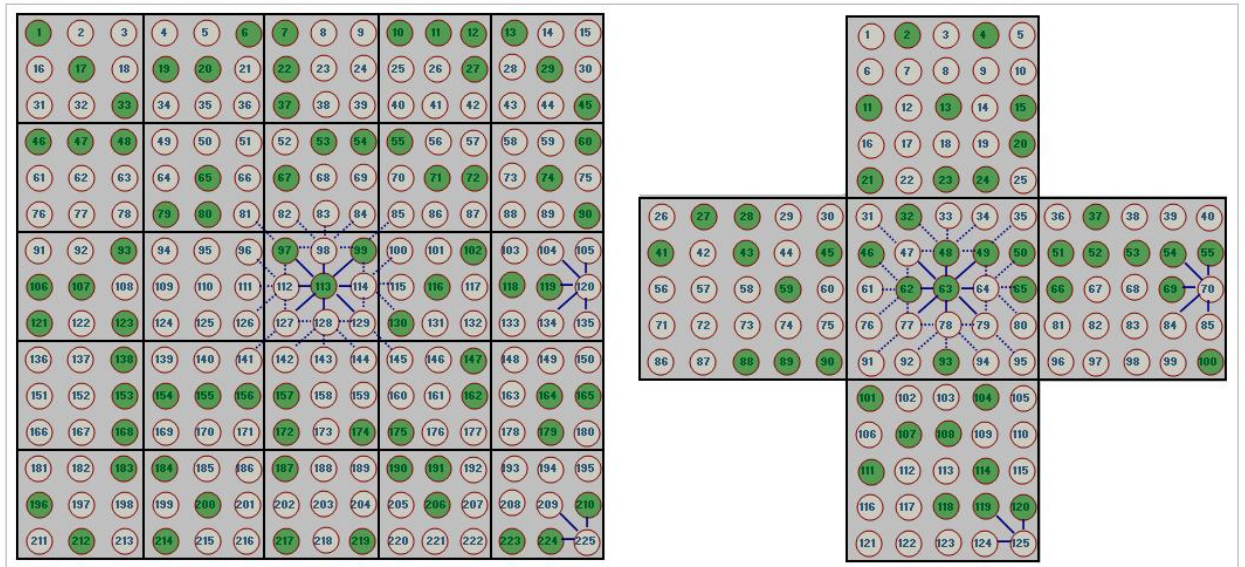 1 2 3 4 5 6 7 8 9 10 11 12 13 14 15
16 17 18 19 20 21 22 23 24 25 26 27 28 29 30
31 32 33 34 35 36 37 38 39 40 41 42 43 44 45
46 47 48 49 50 51 52 53 54 55 56 57 58 59 60
61 62 63 64 65 66 67 68 69 70 71 72 73 74 75
76 77 78 79 80 81 82 83 84 85 86 87 88 89 90
91 92 93 94 95 96 97 98 99 100 101 102 103 104 105
106 107 108 109 110 111 112 113 114 115 116 117 118 119 120
121 122 123 124 125 126 127 128 129 130 131 132 133 134 135
136 137 138 139 140 141 142 143 144 145 146 147 148 149 150
151 152 153 154 155 156 157 158 159 160 161 162 163 164 165
166 167 168 169 170 171 172 173 174 175 176 177 178 179 180
181 182 183 184 185 186 187 188 189 190 191 192 193 194 195
196 197 198 199 200 201 202 203 204 205 206 207 208 209 210
211 212 213 214 215 216 217 218 219 220 221 222 223 224 225
1 2 3 4 5
6 7 8 9 10
11 12 13 14 15
16 17 18 19 20
21 22 23 24 25
26 27 28 29 30 31 32 33 34 35 36 37 38 39 40
41 42 43 44 45 46 47 48 49 50 51 52 53 54 55
56 57 58 59 60 61 62 63 64 65 66 67 68 69 70
71 72 73 74 75 76 77 78 79 80 81 82 83 84 85
86 87 88 89 90 91 92 93 94 95 96 97 98 99 100
101 102 103 104 105
106 107 108 109 110
111 112 113 114 115
116 117 118 119 120
121 122 123 124 125